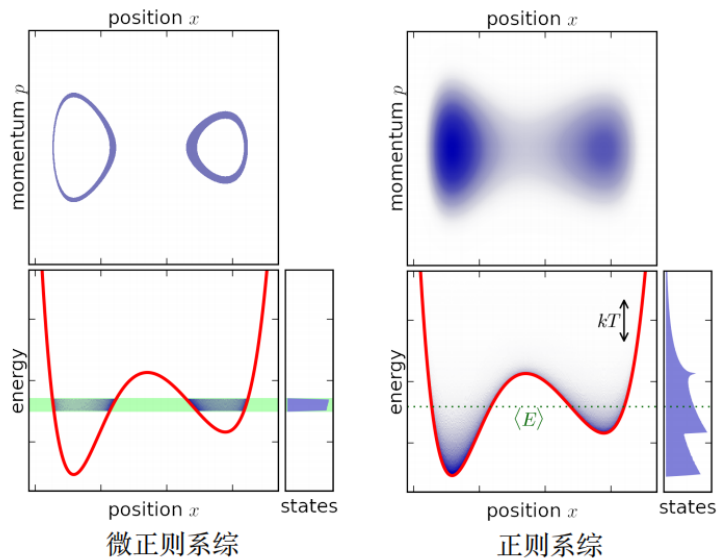 position x
position x
momentum p
momentum p
energy
energy
kT
⟨E⟩
position x
states
position x
states
微正则系综
正则系综